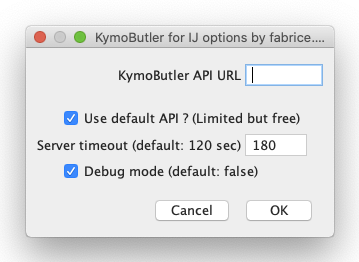 KymoButler for IJ options by fabrice....
KymoButler API URL
Use default API ? (Limited but free)
Server timeout (default: 120 sec) 180
Debug mode (default: false)
Cancel OK